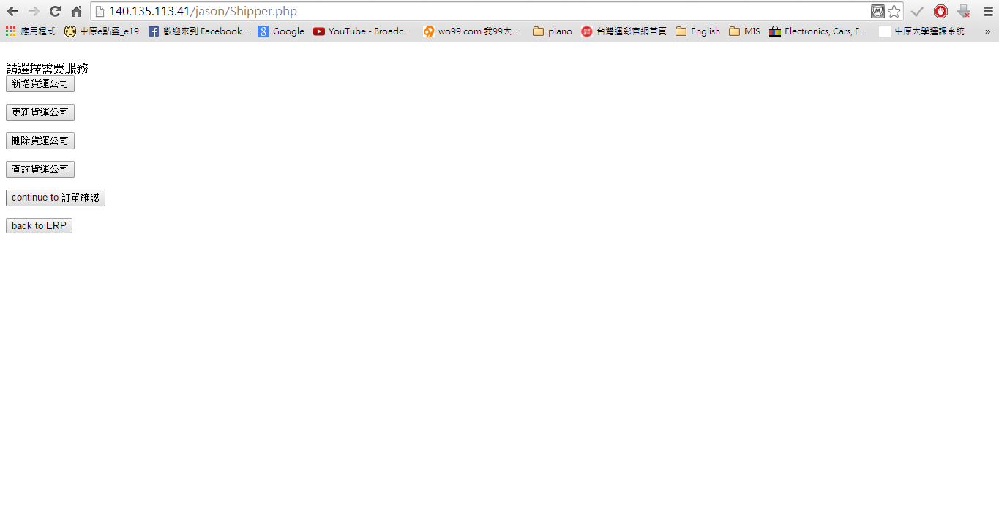 140.135.113.41/jason/Shipper.php
應用程式 中原e點靈_e19 歡迎來到 Facebook... Google YouTube - Broadc... wo99.com 我99大... piano 台灣運彩官網首頁 English MIS Electronics, Cars, F... 中原大學選課系統 »
請選擇需要服務
新增貨運公司
更新貨運公司
刪除貨運公司
查詢貨運公司
continue to 訂單確認
back to ERP